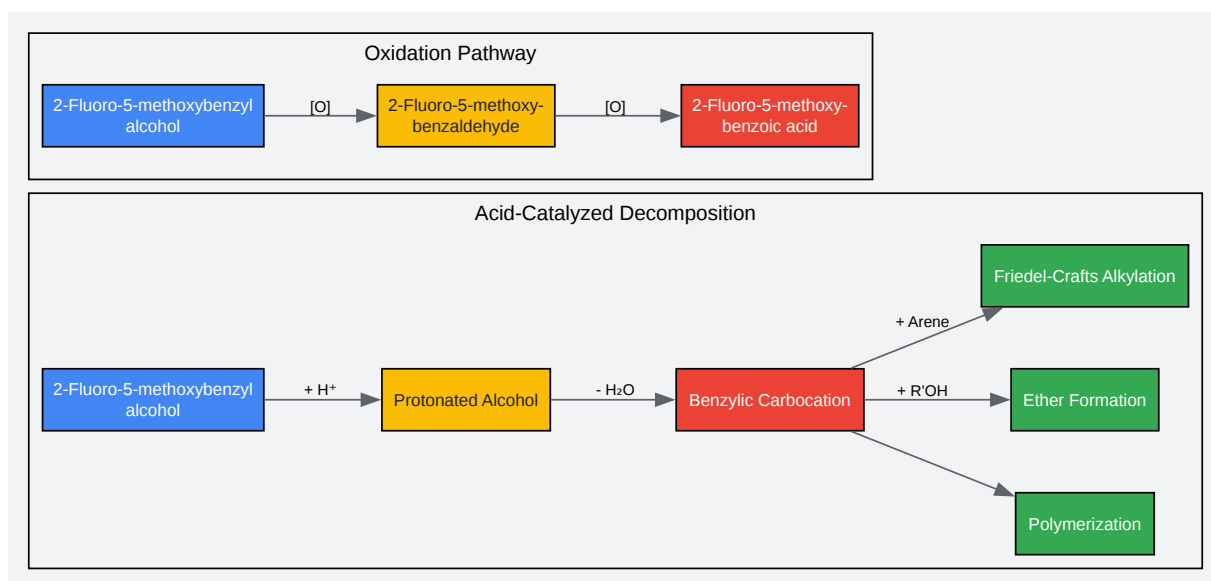 Oxidation Pathway
2-Fluoro-5-methoxybenzyl
alcohol
[O]
2-Fluoro-5-methoxy-
benzaldehyde
[O]
2-Fluoro-5-methoxy-
benzoic acid
Acid-Catalyzed Decomposition
2-Fluoro-5-methoxybenzyl
alcohol
+ H⁺
Protonated Alcohol
- H₂O
Benzylic Carbocation
+ Arene
Friedel-Crafts Alkylation
+ R'OH
Ether Formation
Polymerization